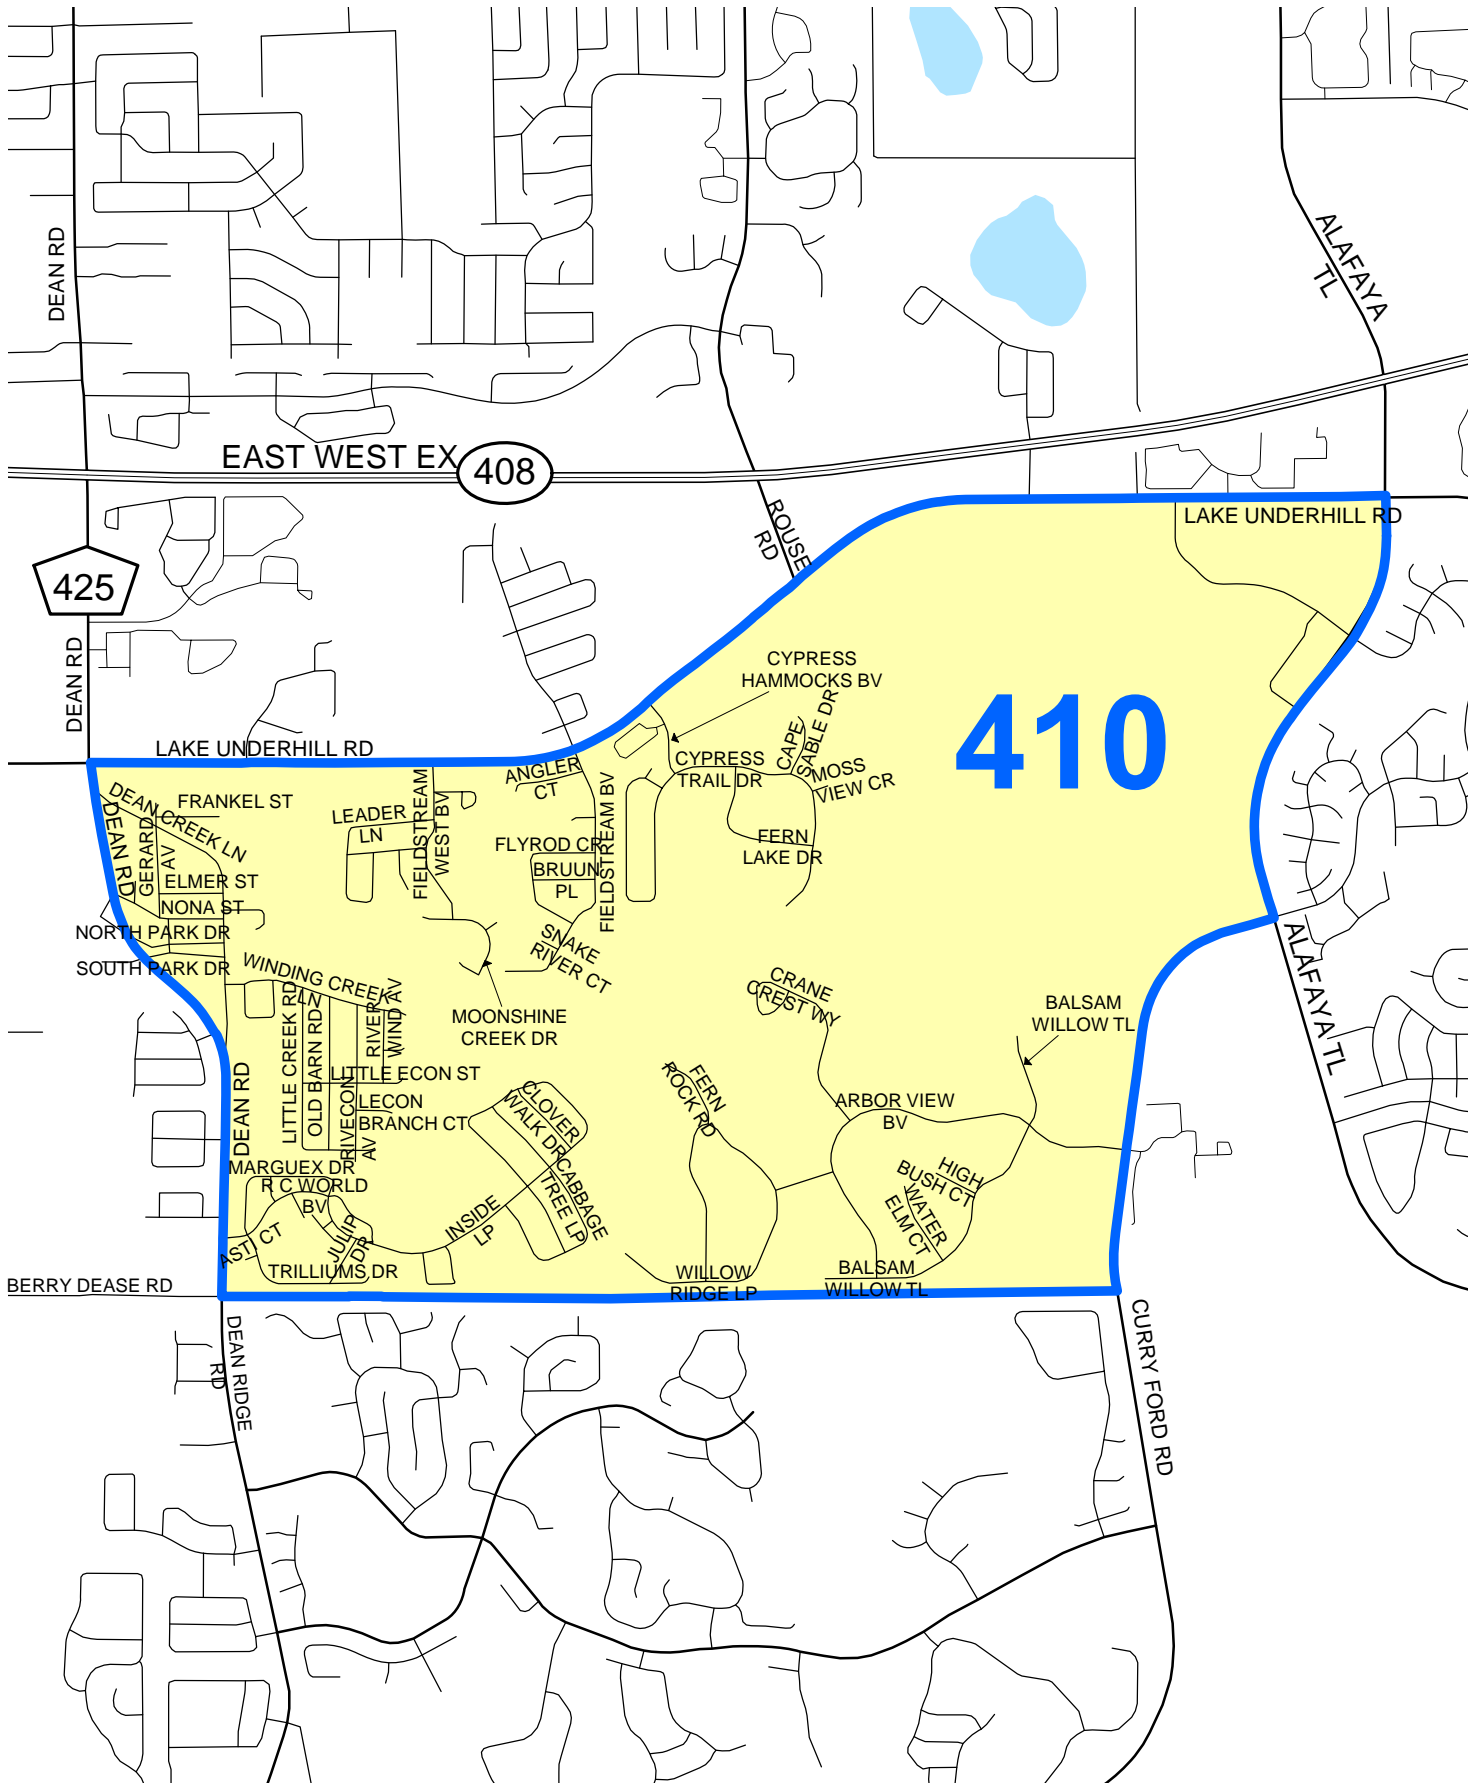 DEAN RD
ALAFAYA
TL
EAST WEST EX
408
ROUSE
RD
LAKE UNDERHILL RD
425
DEAN RD
CYPRESS
HAMMOCKS BV
410
LAKE UNDERHILL RD
CAPE
SABLE DR
ANGLER
CT
CYPRESS
TRAIL DR
MOSS
VIEW CR
FIELDSTREAM
WEST BV
FIELDSTREAM BV
DEAN CREEK LN
FRANKEL ST
DEAN RD
GERARD
AV
LEADER
LN
FLYROD CR
FERN
LAKE DR
BRUUN
PL
ELMER ST
NONA ST
NORTH PARK DR
SOUTH PARK DR
SNAKE
RIVER CT
WINDING CREEK
LN
CRANE
CREST WY
ALAFAYA TL
LITTLE CREEK RD
OLD BARN RD
RIVER
WIND AV
MOONSHINE
CREEK DR
BALSAM
WILLOW TL
DEAN RD
LITTLE ECON ST
RIVECON
AV
LECON
BRANCH CT
CLOVER
WALK DR
FERN
ROCK RD
ARBOR VIEW
BV
MARGUEX DR
R C WORLD
BV
CABBAGE
TREE LP
HIGH
BUSH CT
WATER
ELM CT
ASTI CT
JULIP
DR
INSIDE
LP
TRILLIUMS DR
WILLOW
RIDGE LP
BALSAM
WILLOW TL
BERRY DEASE RD
DEAN RIDGE
RD
CURRY FORD RD